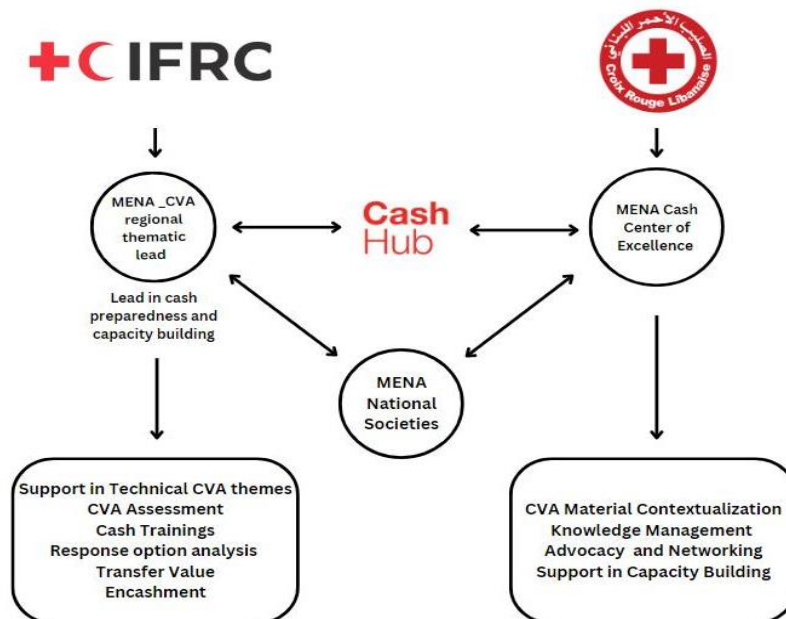 IFRC
الصليب الأحمر اللبناني
Croix Rouge Libanaise
MENA _CVA
regional
thematic
lead
Cash
Hub
MENA Cash
Center of
Excellence
Lead in cash
preparedness and
capacity building
MENA
National
Societies
Support in Technical CVA themes
CVA Assessment
Cash Trainings
Response option analysis
Transfer Value
Encashment
CVA Material Contextualization
Knowledge Management
Advocacy and Networking
Support in Capacity Building